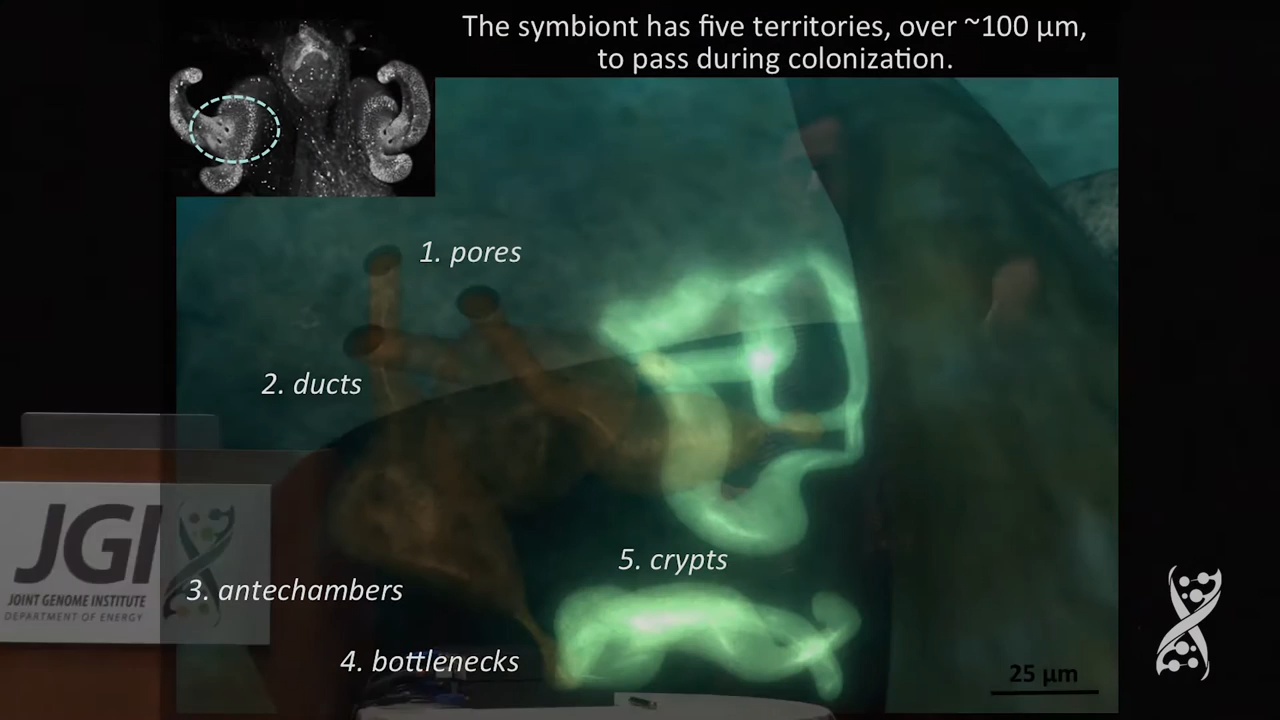 The symbiont has five territories, over ~100 µm,
to pass during colonization.
1. pores
2. ducts
5. crypts
3. antechambers
4. bottlenecks
25 µm
JGI
JOINT GENOME INSTITUTE
DEPARTMENT OF ENERGY